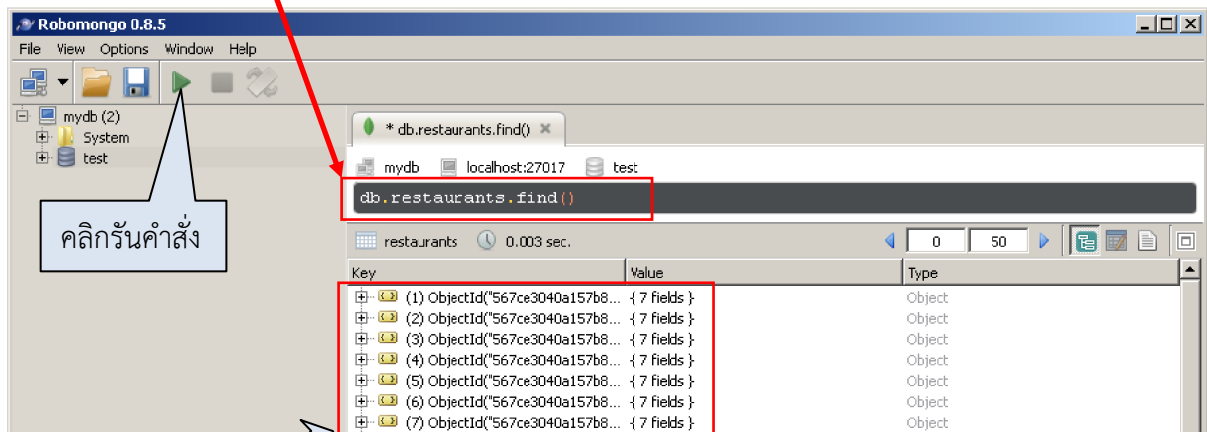 Robomongo 0.8.5
File View Options Window Help
mydb (2)
System
test
คลิกรันคำสั่ง
* db.restaurants.find()
mydb localhost:27017 test
db.restaurants.find()
restaurants 0.003 sec. 0 50
Key Value Type
(1) ObjectId("567ce3040a157b8... { 7 fields } Object
(2) ObjectId("567ce3040a157b8... { 7 fields } Object
(3) ObjectId("567ce3040a157b8... { 7 fields } Object
(4) ObjectId("567ce3040a157b8... { 7 fields } Object
(5) ObjectId("567ce3040a157b8... { 7 fields } Object
(6) ObjectId("567ce3040a157b8... { 7 fields } Object
(7) ObjectId("567ce3040a157b8... { 7 fields } Object